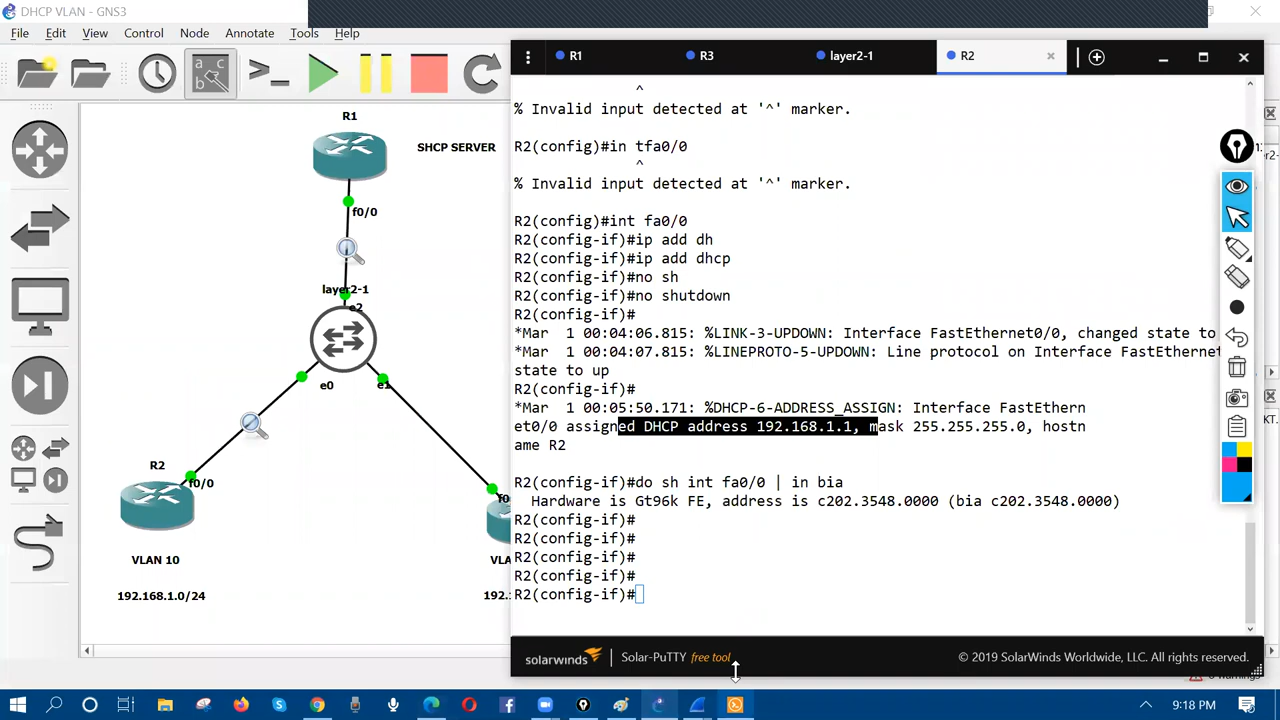 DHCP VLAN - GNS3
File Edit View Control Node Annotate Tools Help
R1 R3 layer2-1 R2
^
% Invalid input detected at '^' marker.
R2(config)#in tfa0/0
^
% Invalid input detected at '^' marker.
R2(config)#int fa0/0
R2(config-if)#ip add dh
R2(config-if)#ip add dhcp
R2(config-if)#no sh
R2(config-if)#no shutdown
R2(config-if)#
*Mar 1 00:04:06.815: %LINK-3-UPDOWN: Interface FastEthernet0/0, changed state to
*Mar 1 00:04:07.815: %LINEPROTO-5-UPDOWN: Line protocol on Interface FastEthernet
state to up
R2(config-if)#
*Mar 1 00:05:50.171: %DHCP-6-ADDRESS_ASSIGN: Interface FastEthern
et0/0 assigned DHCP address 192.168.1.1, mask 255.255.255.0, hostn
ame R2
R2(config-if)#do sh int fa0/0 | in bia
Hardware is Gt96k FE, address is c202.3548.0000 (bia c202.3548.0000)
R2(config-if)#
R2(config-if)#
R2(config-if)#
R2(config-if)#
R2(config-if)#
solarwinds | Solar-PuTTY free tool © 2019 SolarWinds Worldwide, LLC. All rights reserved.
R1
SHCP SERVER
f0/0
layer2-1
e2
e0 e1
R2
f0/0
VLAN 10
192.168.1.0/24
9:18 PM